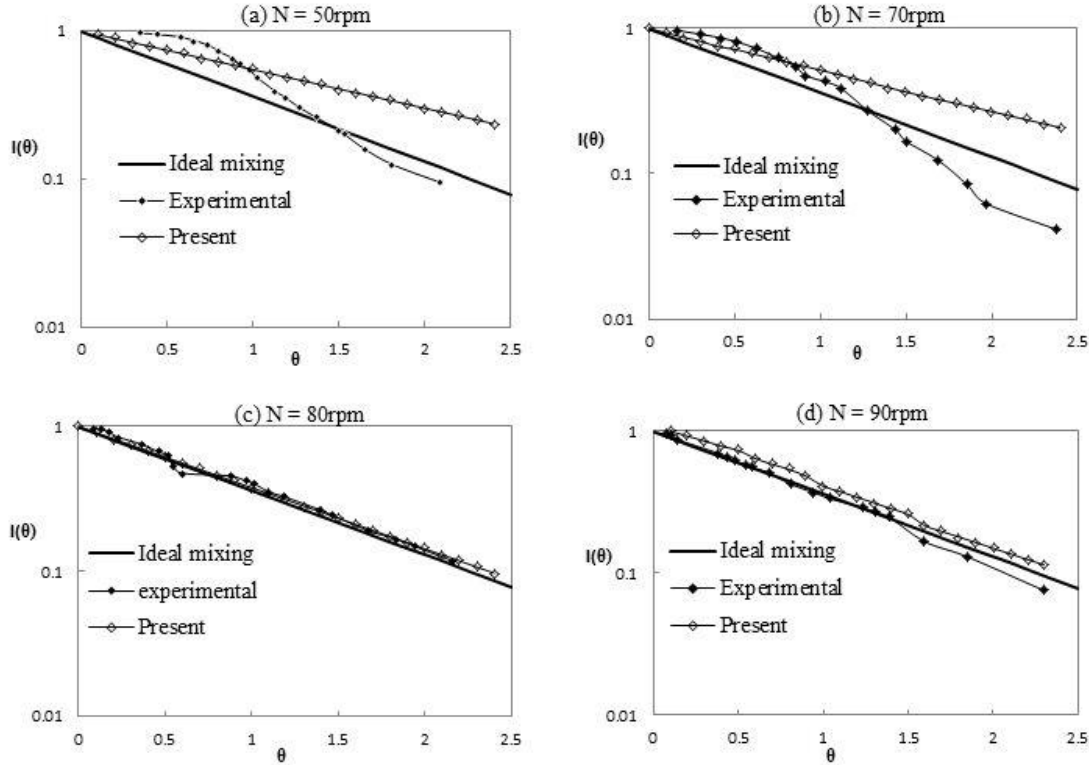 (a) N = 50rpm
1
0.1
0.01
I(θ)
Ideal mixing
Experimental
Present
0
0.5
1
1.5
2
2.5
θ
(b) N = 70rpm
1
0.1
0.01
I(θ)
Ideal mixing
Experimental
Present
0
0.5
1
1.5
2
2.5
θ
(c) N = 80rpm
1
0.1
0.01
I(θ)
Ideal mixing
experimental
Present
0
0.5
1
1.5
2
2.5
θ
(d) N = 90rpm
1
0.1
0.01
I(θ)
Ideal mixing
Experimental
Present
0
0.5
1
1.5
2
2.5
θ